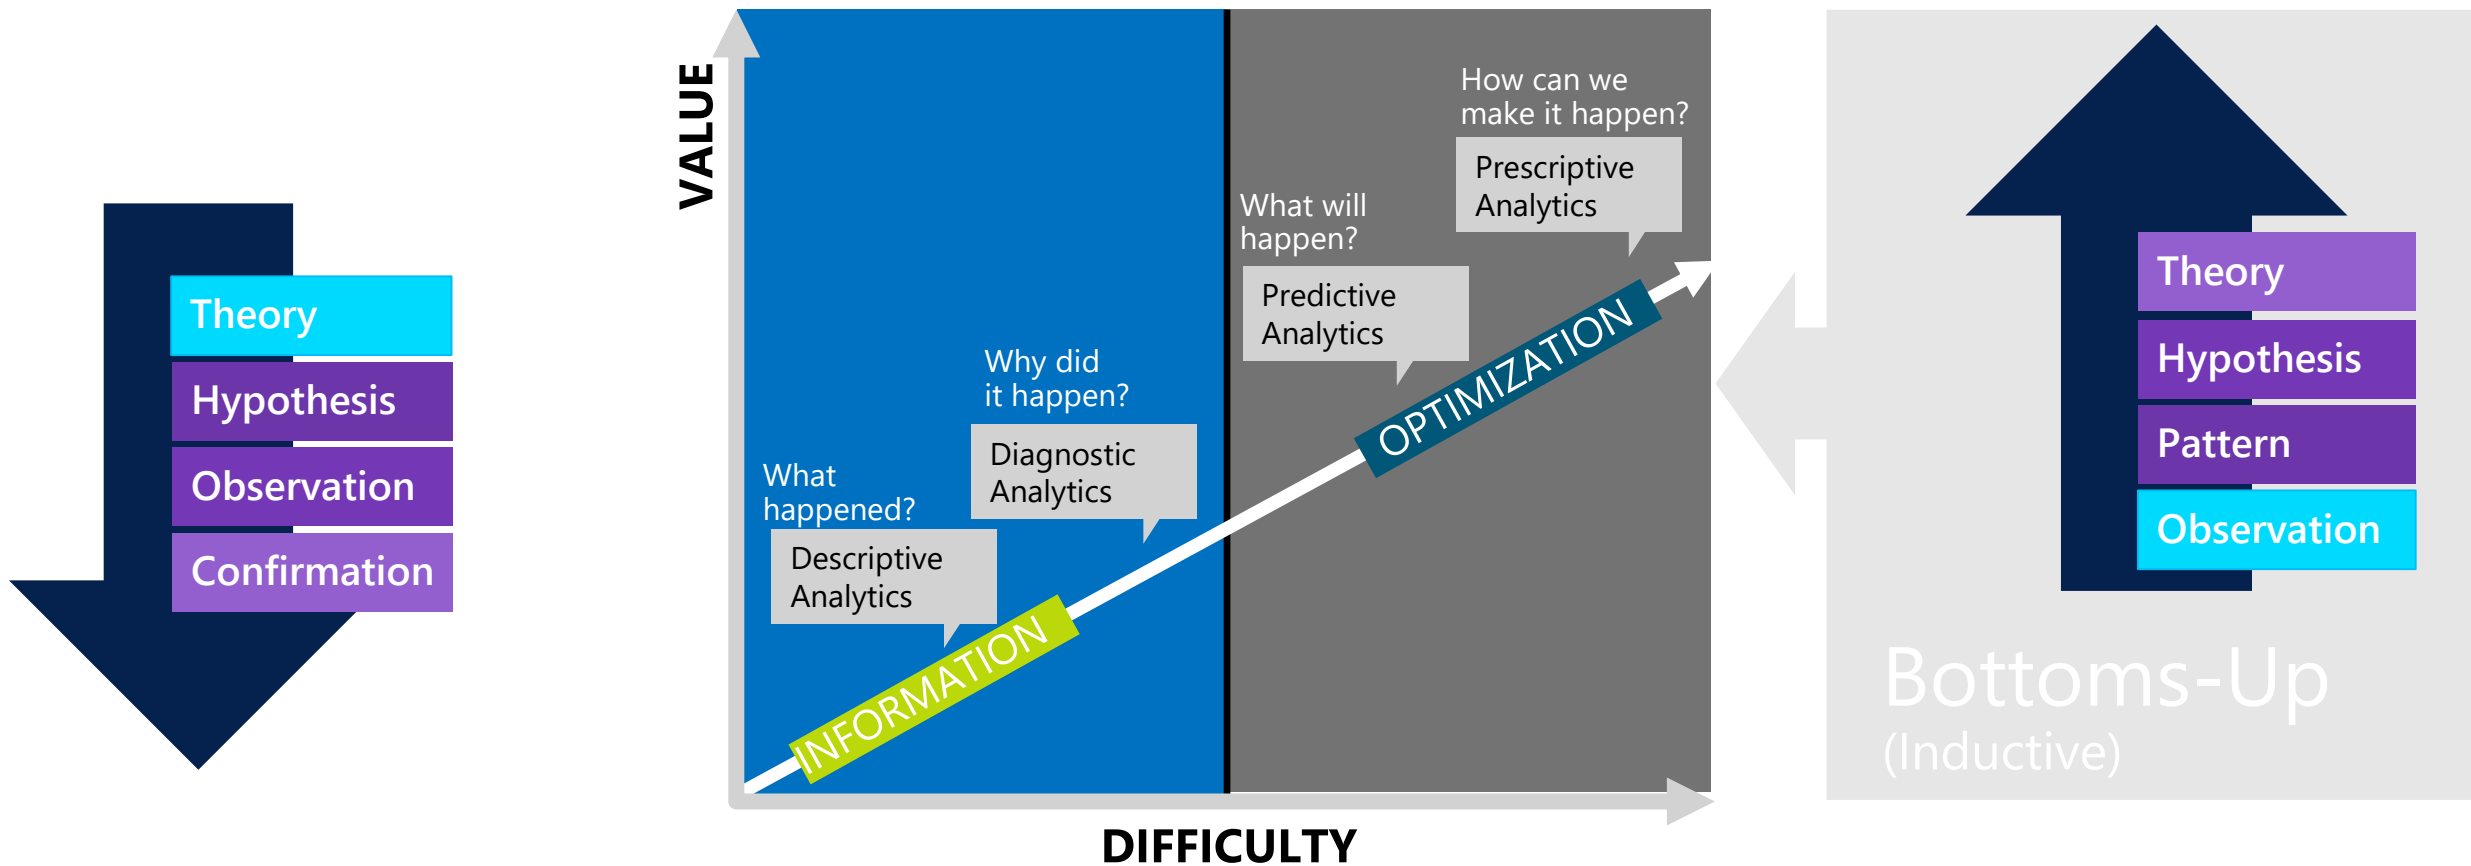 Theory
Hypothesis
Observation
Confirmation
VALUE
What
happened?
Descriptive
Analytics
Why did
it happen?
Diagnostic
Analytics
What will
happen?
Predictive
Analytics
How can we
make it happen?
Prescriptive
Analytics
INFORMATION
OPTIMIZATION
DIFFICULTY
Theory
Hypothesis
Pattern
Observation
Bottoms-Up
(Inductive)